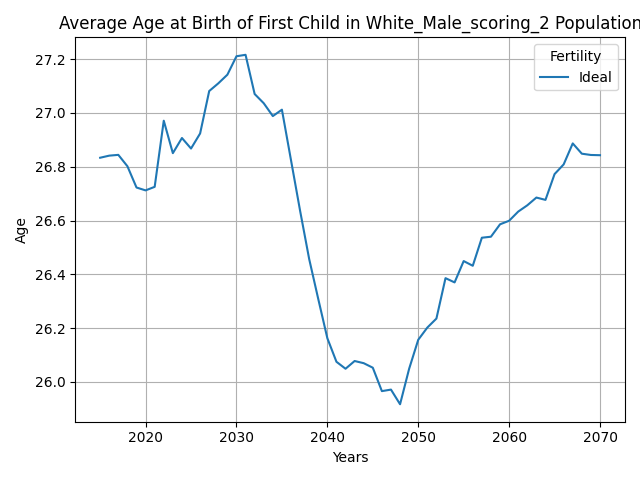 Average Age at Birth of First Child in White_Male_scoring_2 Population
Fertility
Ideal
27.2
27.0
26.8
26.6
26.4
26.2
26.0
Age
2020 2030 2040 2050 2060 2070
Years